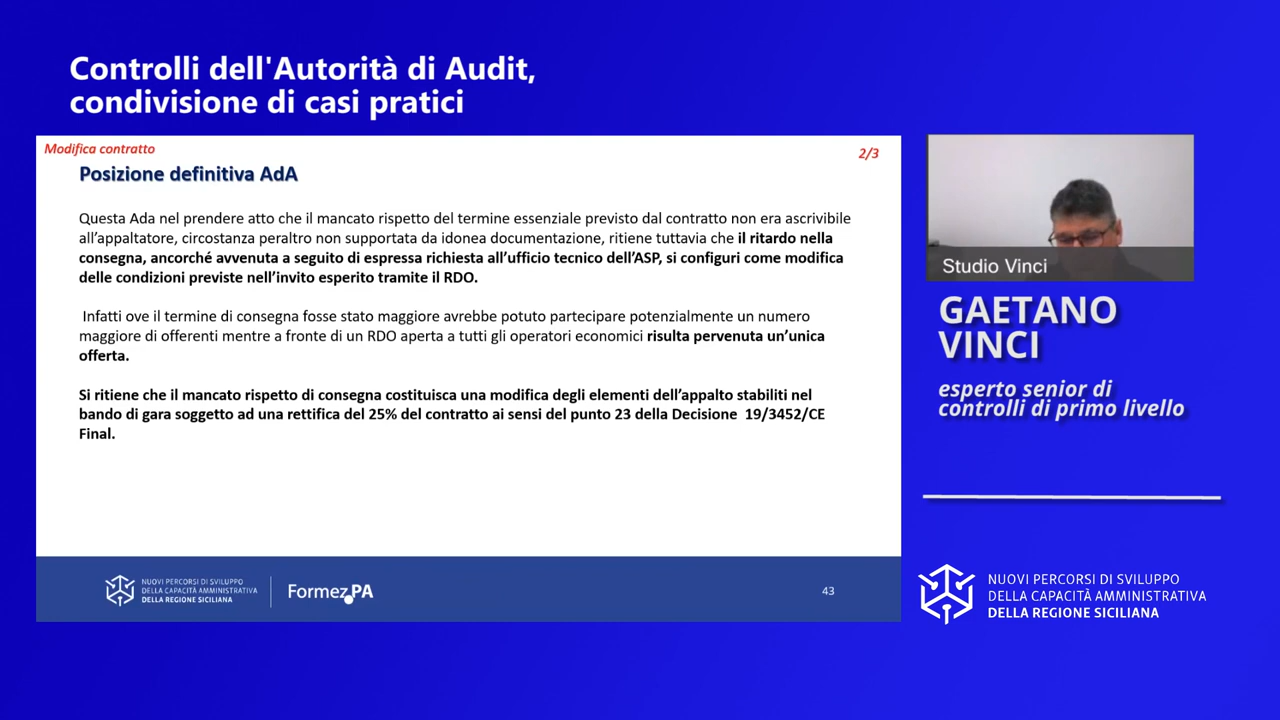 Controlli dell'Autorità di Audit,
condivisione di casi pratici
Modifica contratto
2/3
Posizione definitiva AdA
Questa Ada nel prendere atto che il mancato rispetto del termine essenziale previsto dal contratto non era ascrivibile
all'appaltatore, circostanza peraltro non supportata da idonea documentazione, ritiene tuttavia che il ritardo nella
consegna, ancorché avvenuta a seguito di espressa richiesta all'ufficio tecnico dell'ASP, si configuri come modifica
delle condizioni previste nell'invito esperito tramite il RDO.
Infatti ove il termine di consegna fosse stato maggiore avrebbe potuto partecipare potenzialmente un numero
maggiore di offerenti mentre a fronte di un RDO aperta a tutti gli operatori economici risulta pervenuta un'unica
offerta.
Si ritiene che il mancato rispetto di consegna costituisca una modifica degli elementi dell'appalto stabiliti nel
bando di gara soggetto ad una rettifica del 25% del contratto ai sensi del punto 23 della Decisione 19/3452/CE
Final.
NUOVI PERCORSI DI SVILUPPO
DELLA CAPACITÀ AMMINISTRATIVA
DELLA REGIONE SICILIANA
Formez PA
43
Studio Vinci
GAETANO
VINCI
esperto senior di
controlli di primo livello
NUOVI PERCORSI DI SVILUPPO
DELLA CAPACITÀ AMMINISTRATIVA
DELLA REGIONE SICILIANA